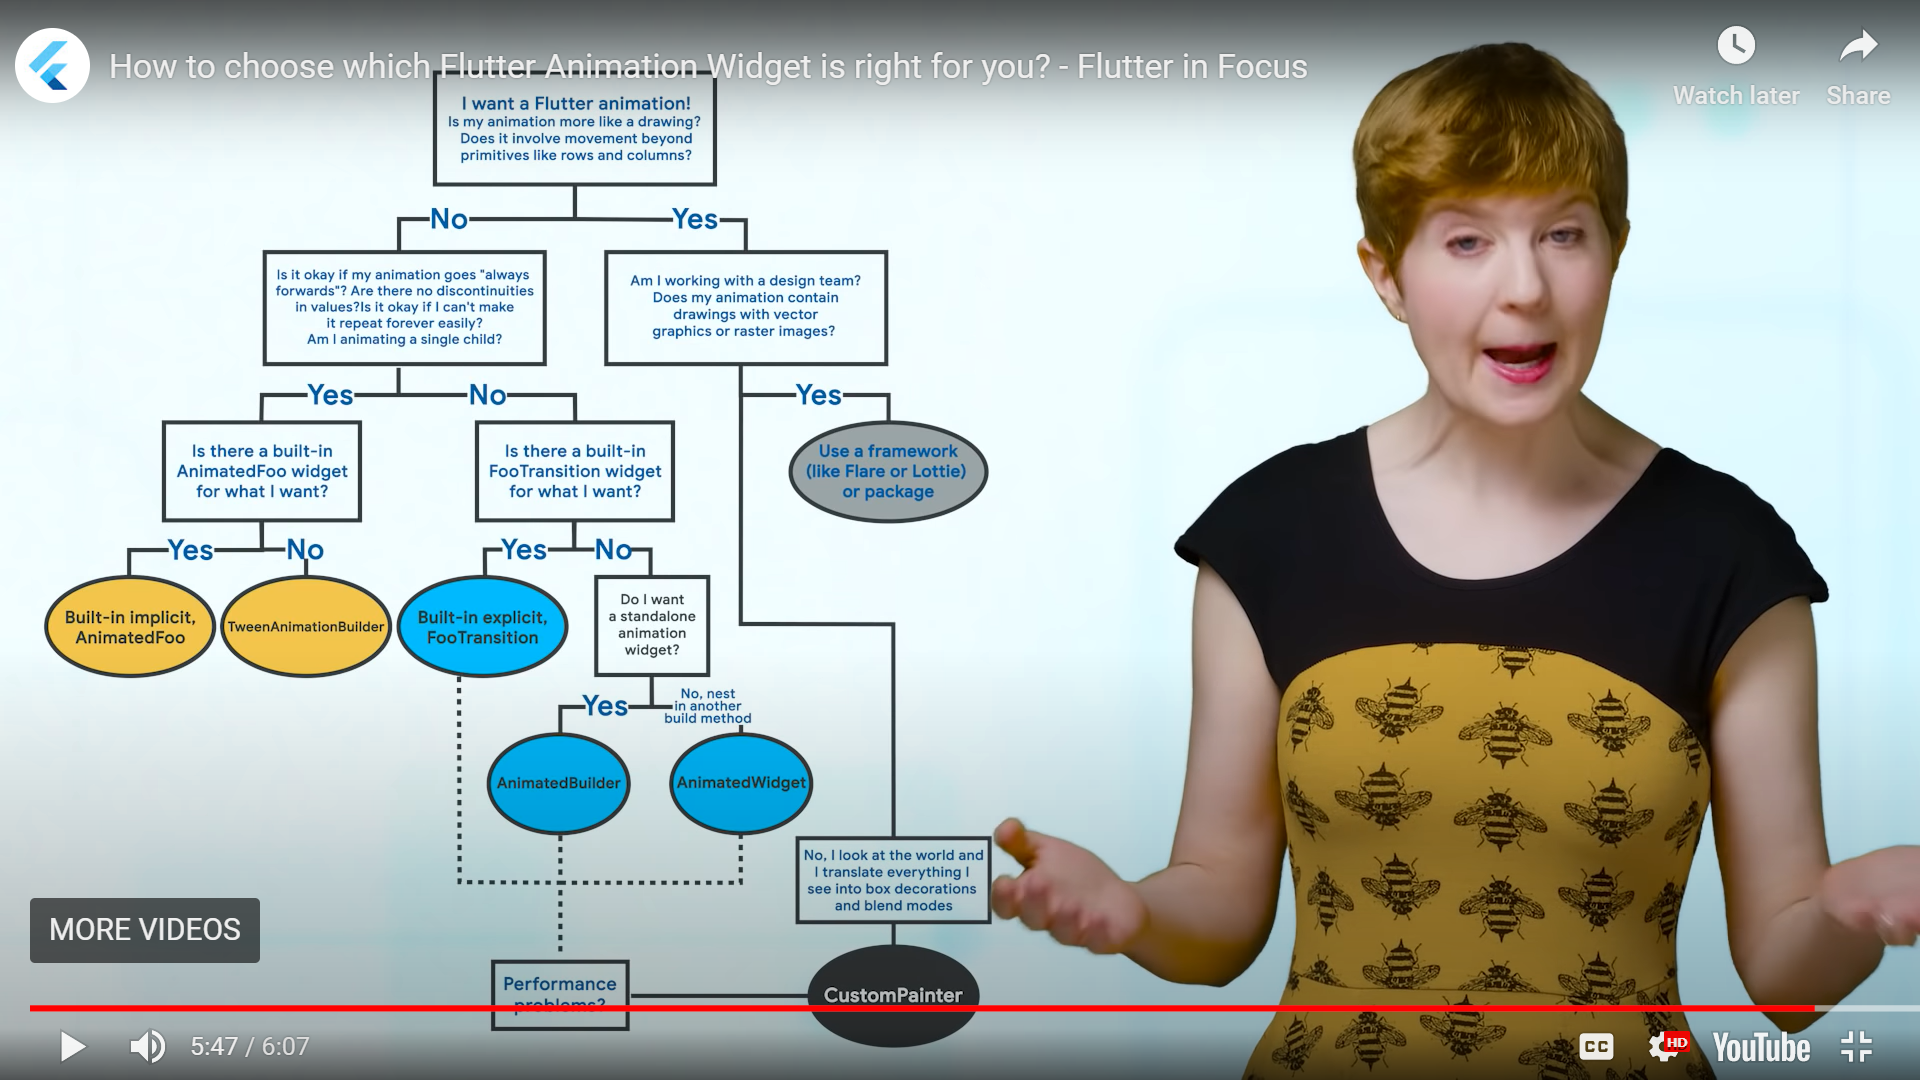 How to choose which Flutter Animation Widget is right for you? - Flutter in Focus
Watch later
Share
I want a Flutter animation!
Is my animation more like a drawing?
Does it involve movement beyond
primitives like rows and columns?
No
Yes
Is it okay if my animation goes "always
forwards"? Are there no discontinuities
in values?Is it okay if I can't make
it repeat forever easily?
Am I animating a single child?
Am I working with a design team?
Does my animation contain
drawings with vector
graphics or raster images?
Yes
No
Yes
Is there a built-in
AnimatedFoo widget
for what I want?
Is there a built-in
FooTransition widget
for what I want?
Use a framework
(like Flare or Lottie)
or package
Yes
No
Yes
No
Built-in implicit,
AnimatedFoo
TweenAnimationBuilder
Built-in explicit,
FooTransition
Do I want
a standalone
animation
widget?
Yes
No, nest
in another
build method
AnimatedBuilder
AnimatedWidget
No, I look at the world and
I translate everything I
see into box decorations
and blend modes
MORE VIDEOS
Performance
problems?
CustomPainter
5:47 / 6:07
CC
HD
YouTube